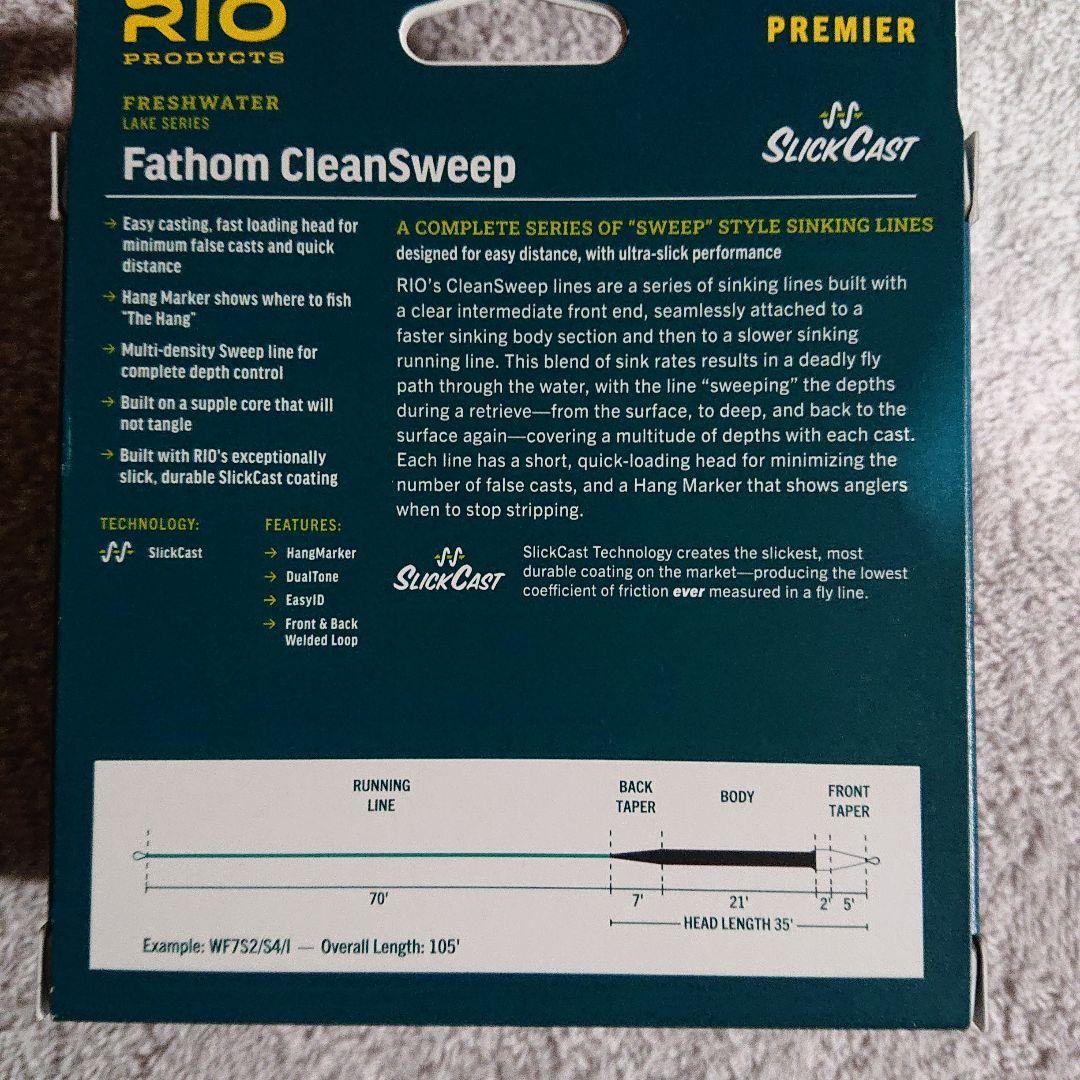 RIO
PRODUCTS
PREMIER
FRESHWATER
LAKE SERIES
Fathom CleanSweep
SLICKCAST
→ Easy casting, fast loading head for
minimum false casts and quick
distance
→ Hang Marker shows where to fish
"The Hang"
→ Multi-density Sweep line for
complete depth control
→ Built on a supple core that will
not tangle
→ Built with RIO's exceptionally
slick, durable SlickCast coating
TECHNOLOGY:
SlickCast
FEATURES:
→ HangMarker
→ DualTone
→ EasyID
→ Front & Back
Welded Loop
A COMPLETE SERIES OF "SWEEP" STYLE SINKING LINES
designed for easy distance, with ultra-slick performance
RIO's CleanSweep lines are a series of sinking lines built with
a clear intermediate front end, seamlessly attached to a
faster sinking body section and then to a slower sinking
running line. This blend of sink rates results in a deadly fly
path through the water, with the line "sweeping" the depths
during a retrieve—from the surface, to deep, and back to the
surface again—covering a multitude of depths with each cast.
Each line has a short, quick-loading head for minimizing the
number of false casts, and a Hang Marker that shows anglers
when to stop stripping.
SLICKCAST
SlickCast Technology creates the slickest, most
durable coating on the market—producing the lowest
coefficient of friction ever measured in a fly line.
RUNNING
LINE
BACK
TAPER
BODY
FRONT
TAPER
70'
7'
21'
2'
5'
HEAD LENGTH 35'
Example: WF7S2/S4/I — Overall Length: 105'